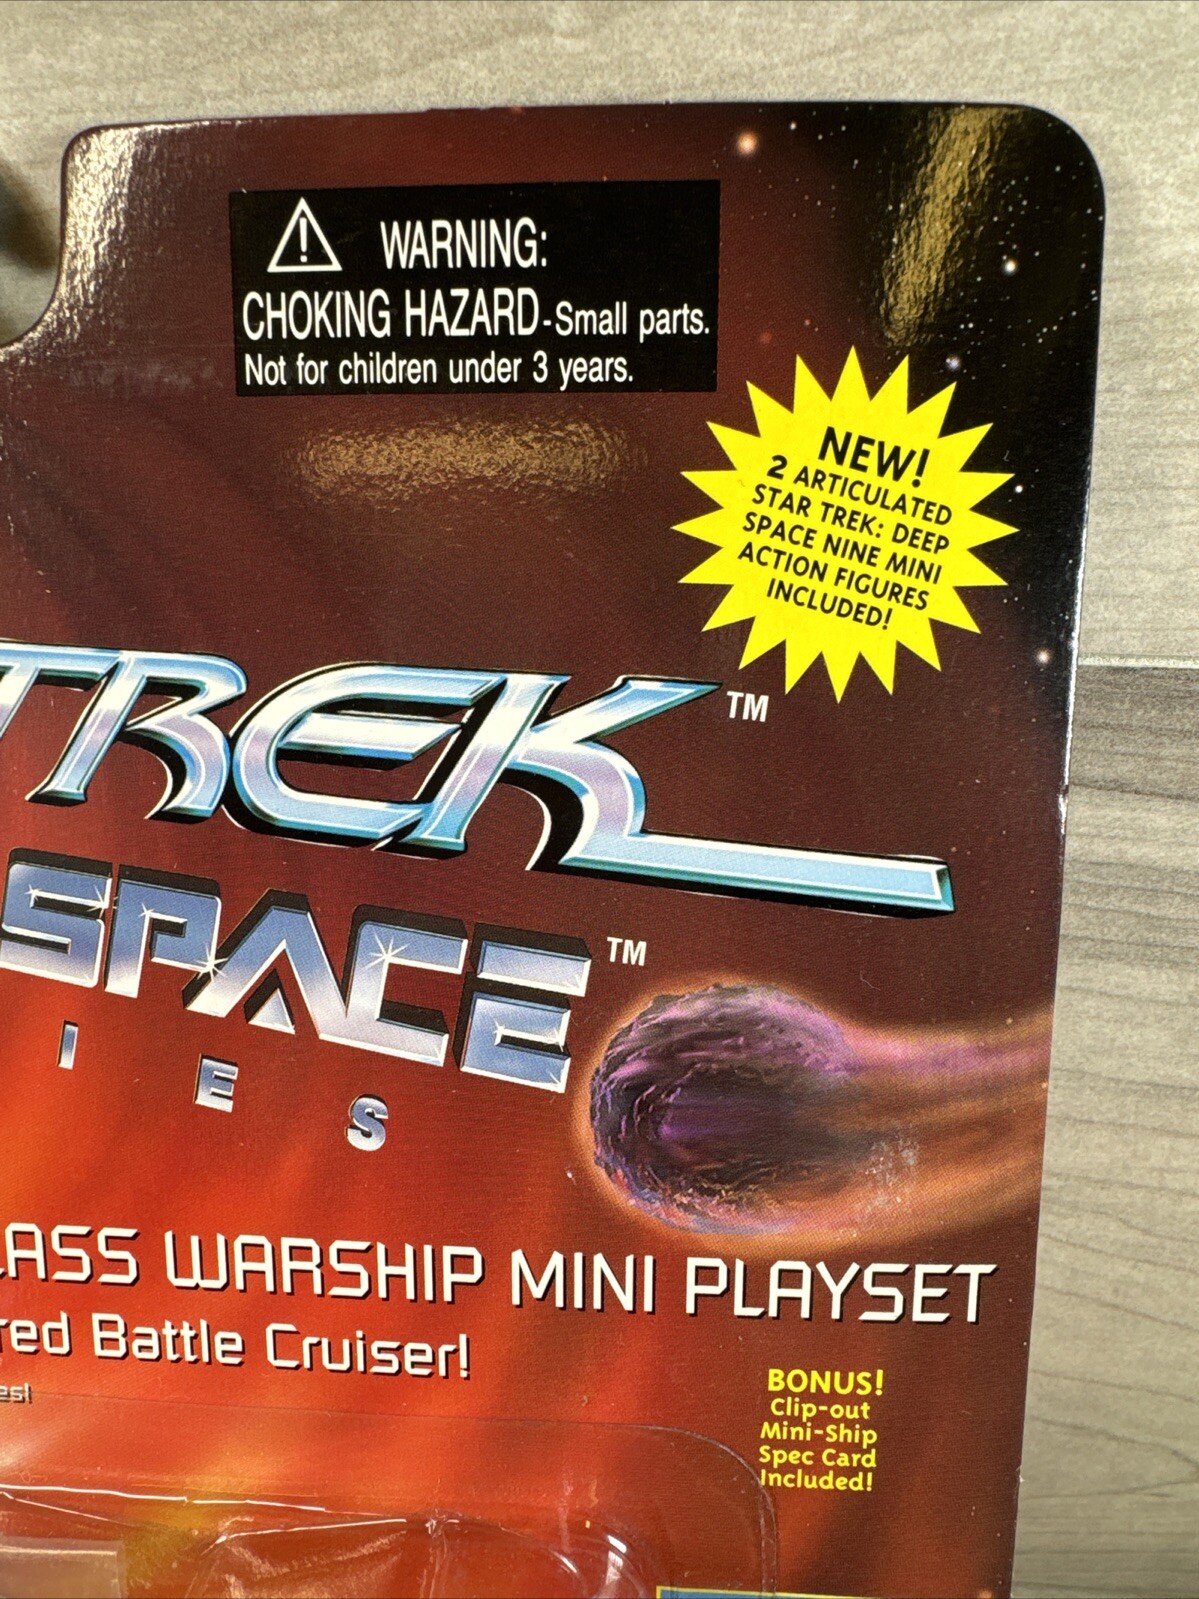 WARNING:
CHOKING HAZARD-Small parts.
Not for children under 3 years.
NEW!
2 ARTICULATED
STAR TREK: DEEP
SPACE NINE MINI
ACTION FIGURES
INCLUDED!
TREK™
SPACE™
I E S
LASS WARSHIP MINI PLAYSET
red Battle Cruiser!
es!
BONUS!
Clip-out
Mini-Ship
Spec Card
Included!